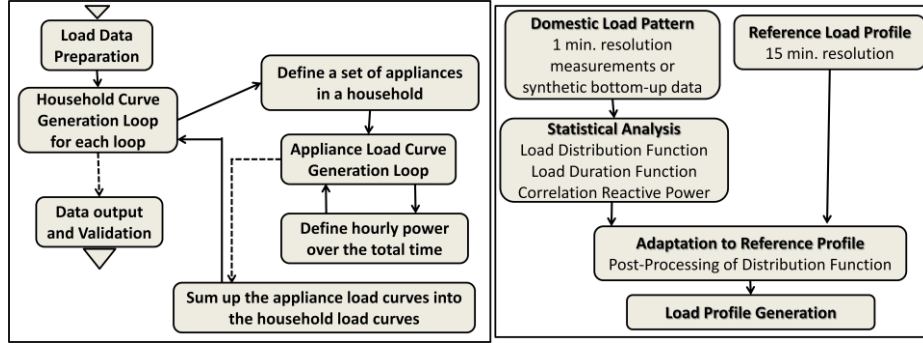 Load Data
Preparation
Household Curve
Generation Loop
for each loop
Data output
and Validation
Define a set of appliances
in a household
Appliance Load Curve
Generation Loop
Define hourly power
over the total time
Sum up the appliance load curves into
the household load curves
Domestic Load Pattern
1 min. resolution
measurements or
synthetic bottom-up data
Reference Load Profile
15 min. resolution
Statistical Analysis
Load Distribution Function
Load Duration Function
Correlation Reactive Power
Adaptation to Reference Profile
Post-Processing of Distribution Function
Load Profile Generation